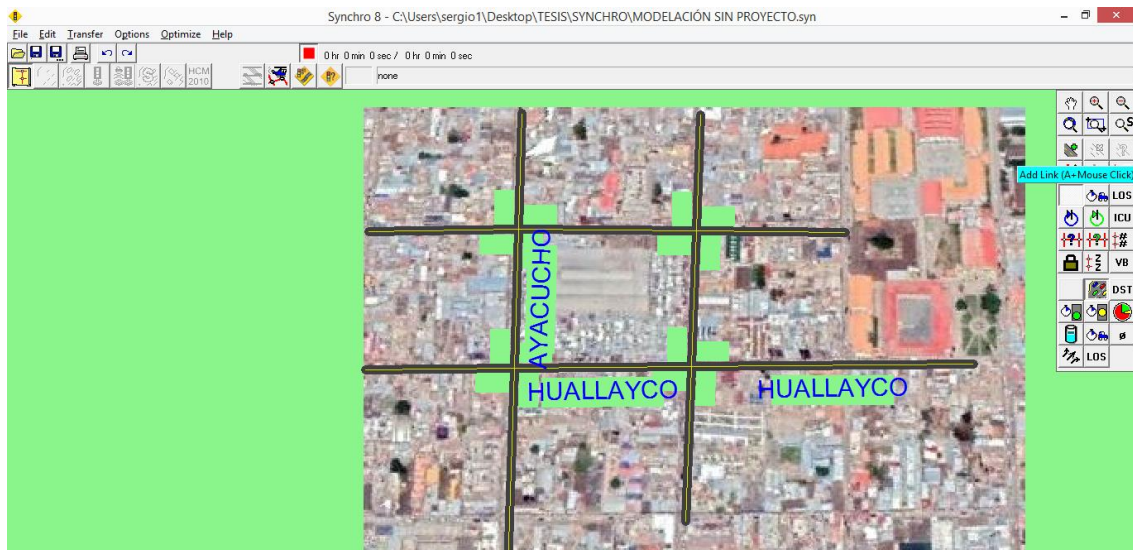 Synchro 8 - C:\Users\sergio1\Desktop\TESIS\SYNCHRO\MODELACIÓN SIN PROYECTO.syn
File Edit Transfer Options Optimize Help
0 hr 0 min 0 sec / 0 hr 0 min 0 sec
HCM
2010
none
S
Add Link (A+Mouse Click)
LOS
ICU
AYACUCHO
VB
DST
LOS
HUALLAYCO HUALLAYCO